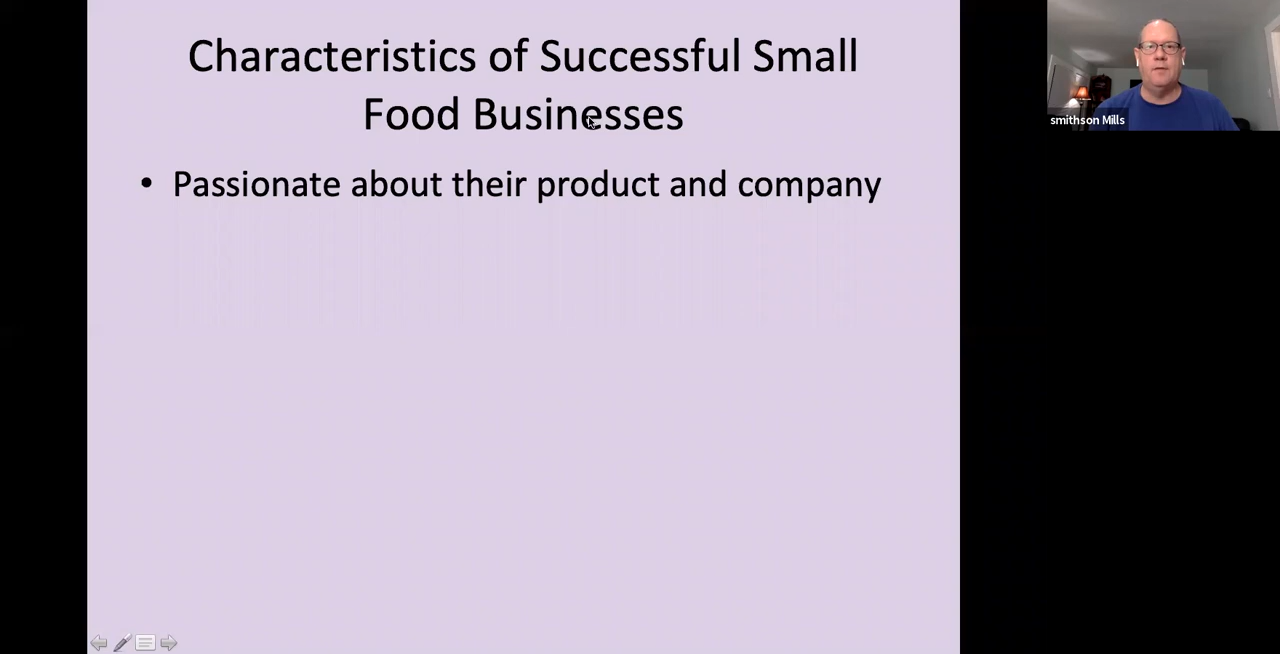 Characteristics of Successful Small
Food Businesses
• Passionate about their product and company
smithson Mills